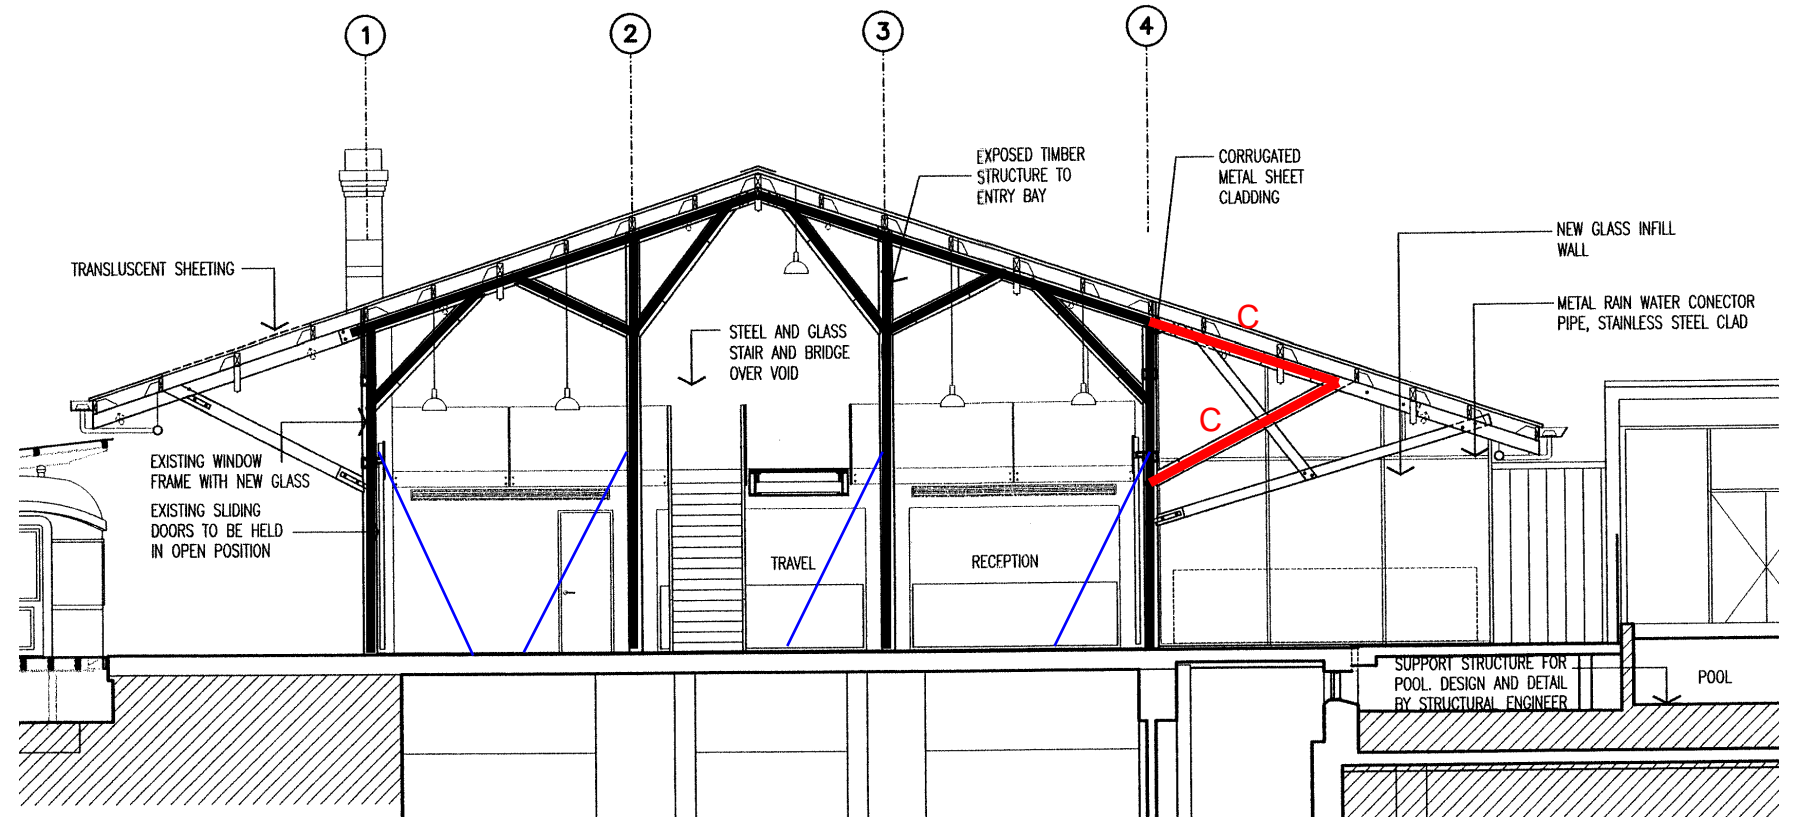 1
2
3
4
EXPOSED TIMBER
STRUCTURE TO
ENTRY BAY
CORRUGATED
METAL SHEET
CLADDING
NEW GLASS INFILL
WALL
TRANSLUSCENT SHEETING
METAL RAIN WATER CONECTOR
PIPE, STAINLESS STEEL CLAD
C
STEEL AND GLASS
STAIR AND BRIDGE
OVER VOID
C
EXISTING WINDOW
FRAME WITH NEW GLASS
EXISTING SLIDING
DOORS TO BE HELD
IN OPEN POSITION
TRAVEL
RECEPTION
SUPPORT STRUCTURE FOR
POOL. DESIGN AND DETAIL
BY STRUCTURAL ENGINEER
POOL